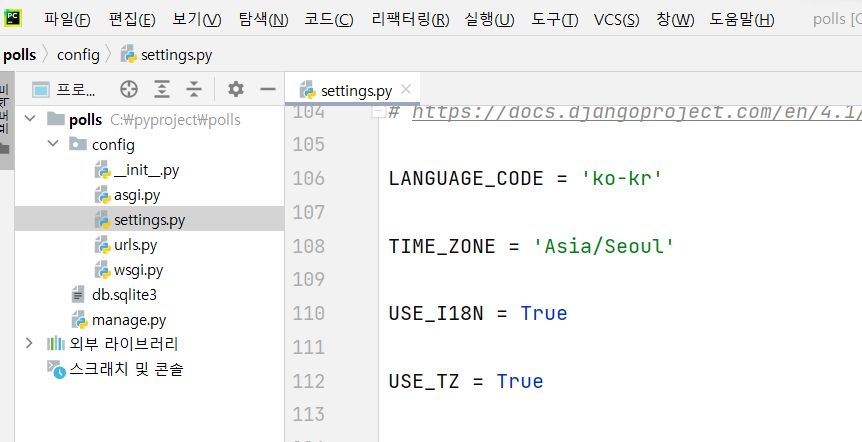 PC 파일(F) 편집(E) 보기(V) 탐색(N) 코드(C) 리팩터링(R) 실행(U) 도구(T) VCS(S) 창(W) 도움말(H) polls [C
polls config settings.py
프로... settings.py
polls C:₩pyproject₩polls
config
__init__.py
asgi.py
settings.py
urls.py
wsgi.py
db.sqlite3
manage.py
외부 라이브러리
스크래치 및 콘솔
104 # https://docs.djangoproject.com/en/4.1/
105
106 LANGUAGE_CODE = 'ko-kr'
107
108 TIME_ZONE = 'Asia/Seoul'
109
110 USE_I18N = True
111
112 USE_TZ = True
113